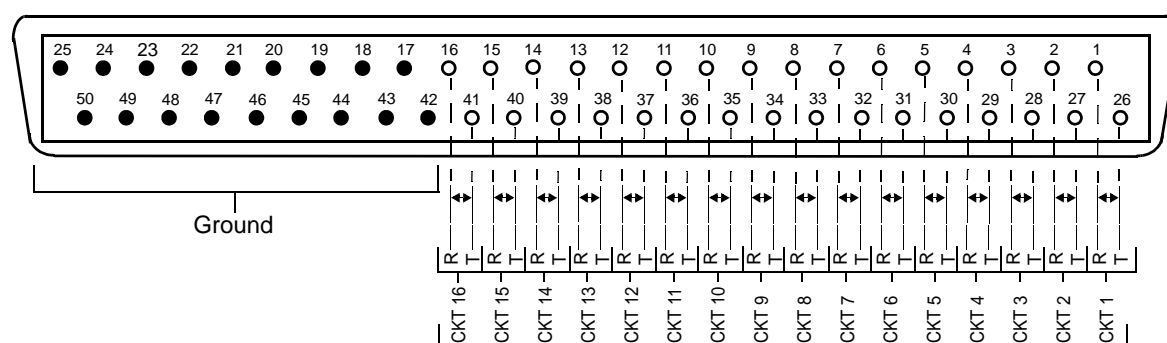 25 24 23 22 21 20 19 18 17 16 15 14 13 12 11 10 9 8 7 6 5 4 3 2 1
50 49 48 47 46 45 44 43 42 41 40 39 38 37 36 35 34 33 32 31 30 29 28 27 26
Ground
R T R T R T R T R T R T R T R T R T R T R T R T R T R T R T R T
CKT 16 CKT 15 CKT 14 CKT 13 CKT 12 CKT 11 CKT 10 CKT 9 CKT 8 CKT 7 CKT 6 CKT 5 CKT 4 CKT 3 CKT 2 CKT 1